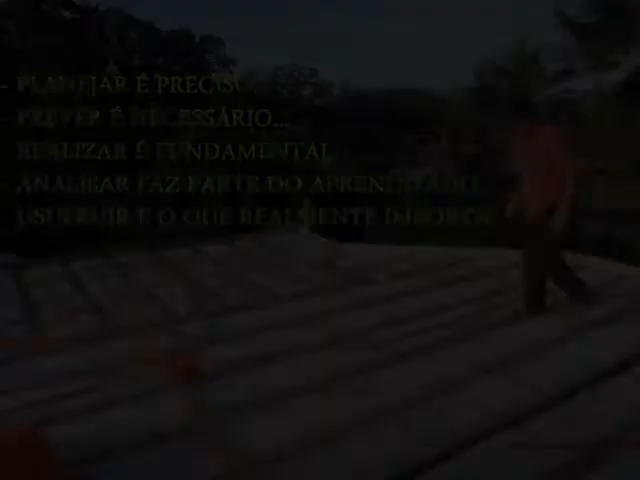 - PLANEJAR É PRECISO...
- PREVER É NECESSÁRIO...
- REALIZAR É FUNDAMENTAL
- ANALISAR FAZ PARTE DO APRENDIZADO
- USUFRUIR É O QUE REALMENTE IMPORTA